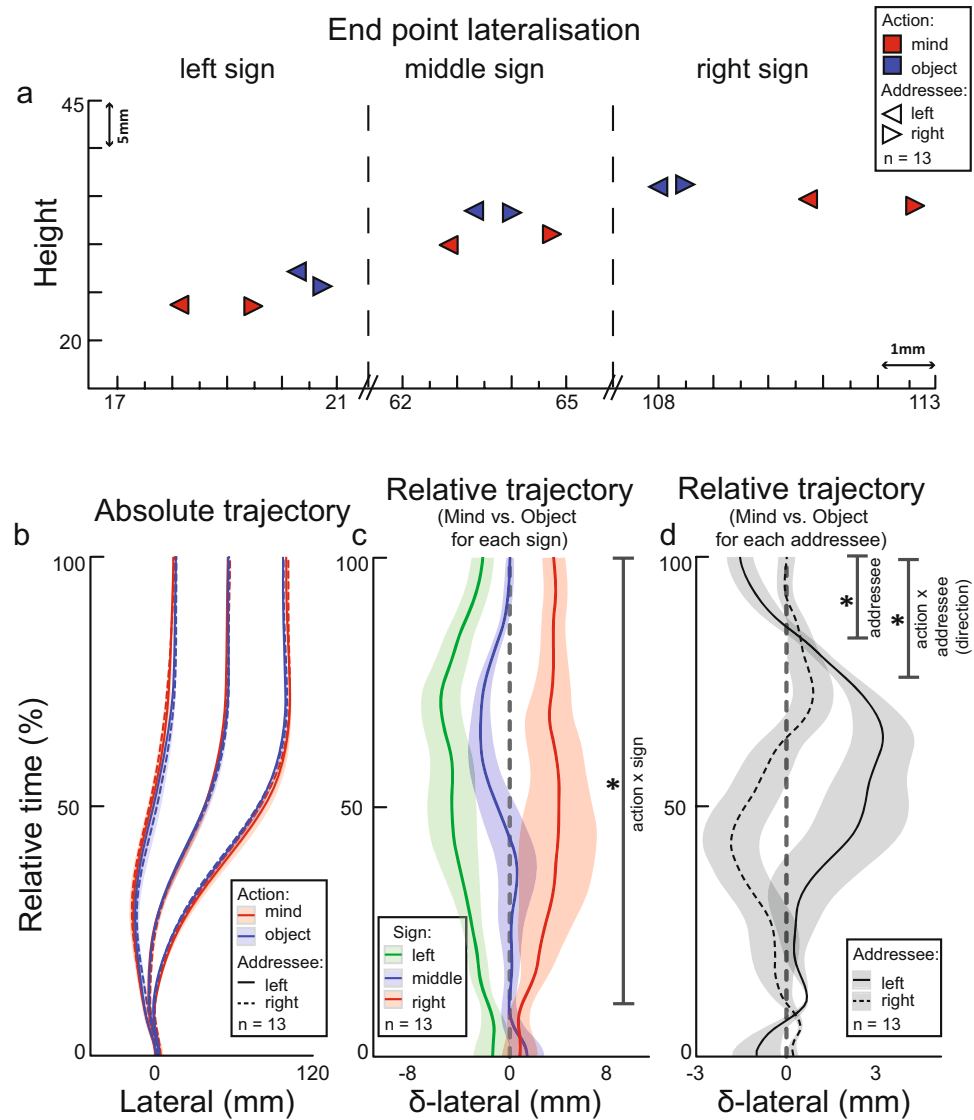 End point lateralisation
left sign
middle sign
right sign
Action:
mind
object
Addressee:
left
right
n = 13
a
45
5mm
Height
20
1mm
17
21
62
65
108
113
b
Absolute trajectory
Relative time (%)
100
50
0
Action:
mind
object
Addressee:
left
right
n = 13
0
120
Lateral (mm)
c
Relative trajectory
(Mind vs. Object
for each sign)
100
50
0
*
action x sign
Sign:
left
middle
right
n = 13
-8
0
8
δ-lateral (mm)
d
Relative trajectory
(Mind vs. Object
for each addressee)
100
50
0
*
addressee
*
action x
addressee
(direction)
Addressee:
left
right
n = 13
-3
0
3
δ-lateral (mm)